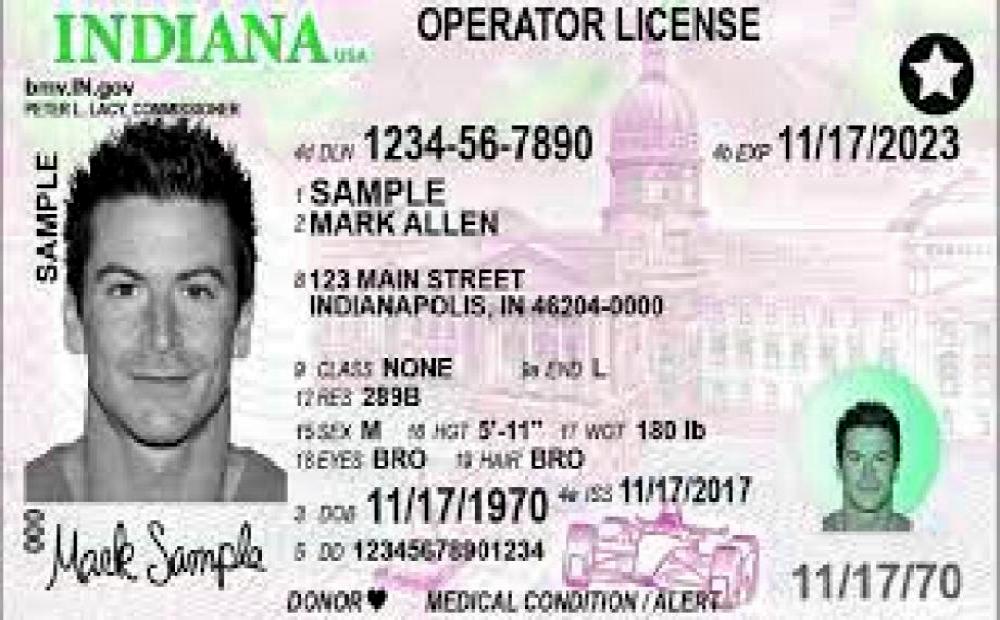 INDIANA USA
OPERATOR LICENSE
bmv.IN.gov
PETER L. LACY, COMMISSIONER
SAMPLE
4d DLN 1234-56-7890
4b EXP 11/17/2023
1 SAMPLE
2 MARK ALLEN
8 123 MAIN STREET
INDIANAPOLIS, IN 46204-0000
9 CLASS NONE 9a END L
12 RES 289B
15 SEX M 16 HGT 5'-11" 17 WGT 180 lb
18 EYES BRO 19 HAIR BRO
3 DOB 11/17/1970 4a ISS 11/17/2017
5 DD 12345678901234
000
Mark Sample
DONOR♥ MEDICAL CONDITION / ALERT
11/17/70